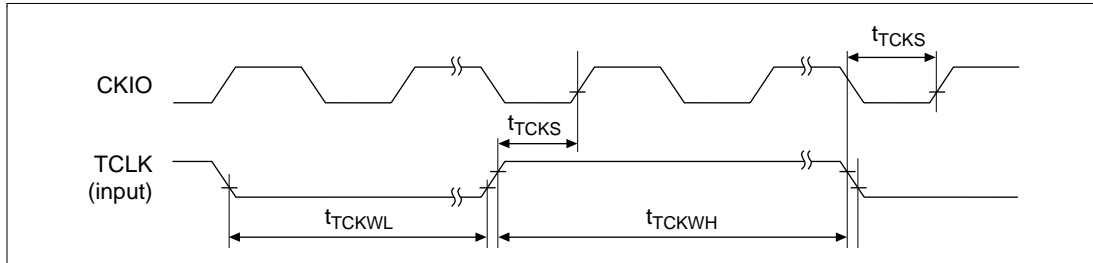 tTCKS
CKIO
tTCKS
TCLK
(input)
tTCKWL
tTCKWH